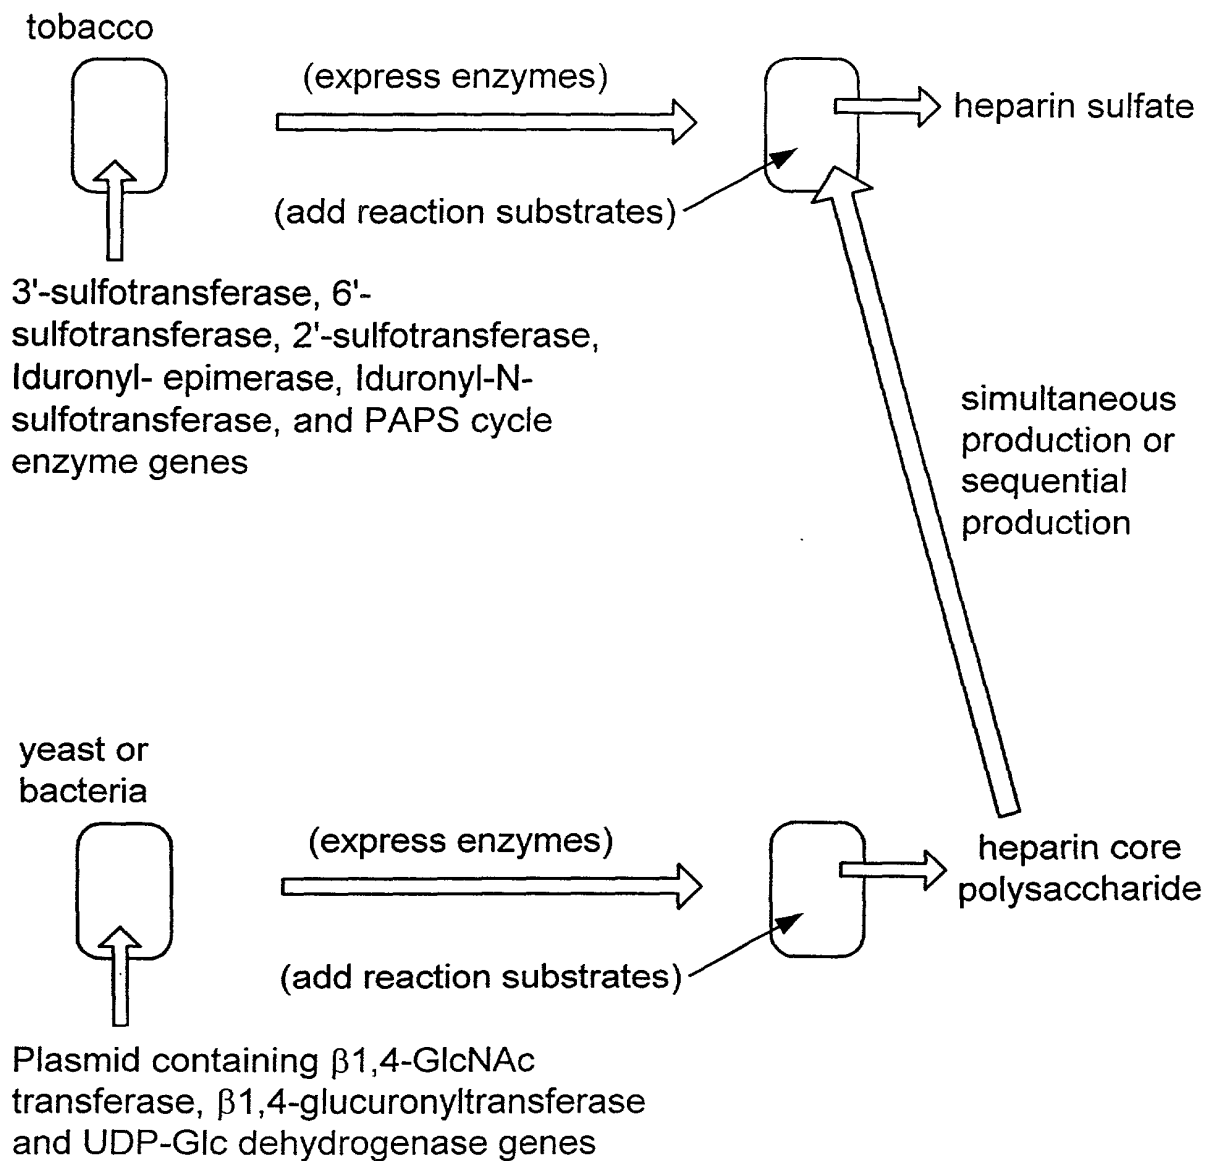 tobacco
(express enzymes)
heparin sulfate
(add reaction substrates)
3'-sulfotransferase, 6'-
sulfotransferase, 2'-sulfotransferase,
Iduronyl- epimerase, Iduronyl-N-
sulfotransferase, and PAPS cycle
enzyme genes
simultaneous
production or
sequential
production
yeast or
bacteria
(express enzymes)
heparin core
polysaccharide
(add reaction substrates)
Plasmid containing β1,4-GlcNAc
transferase, β1,4-glucuronyltransferase
and UDP-Glc dehydrogenase genes